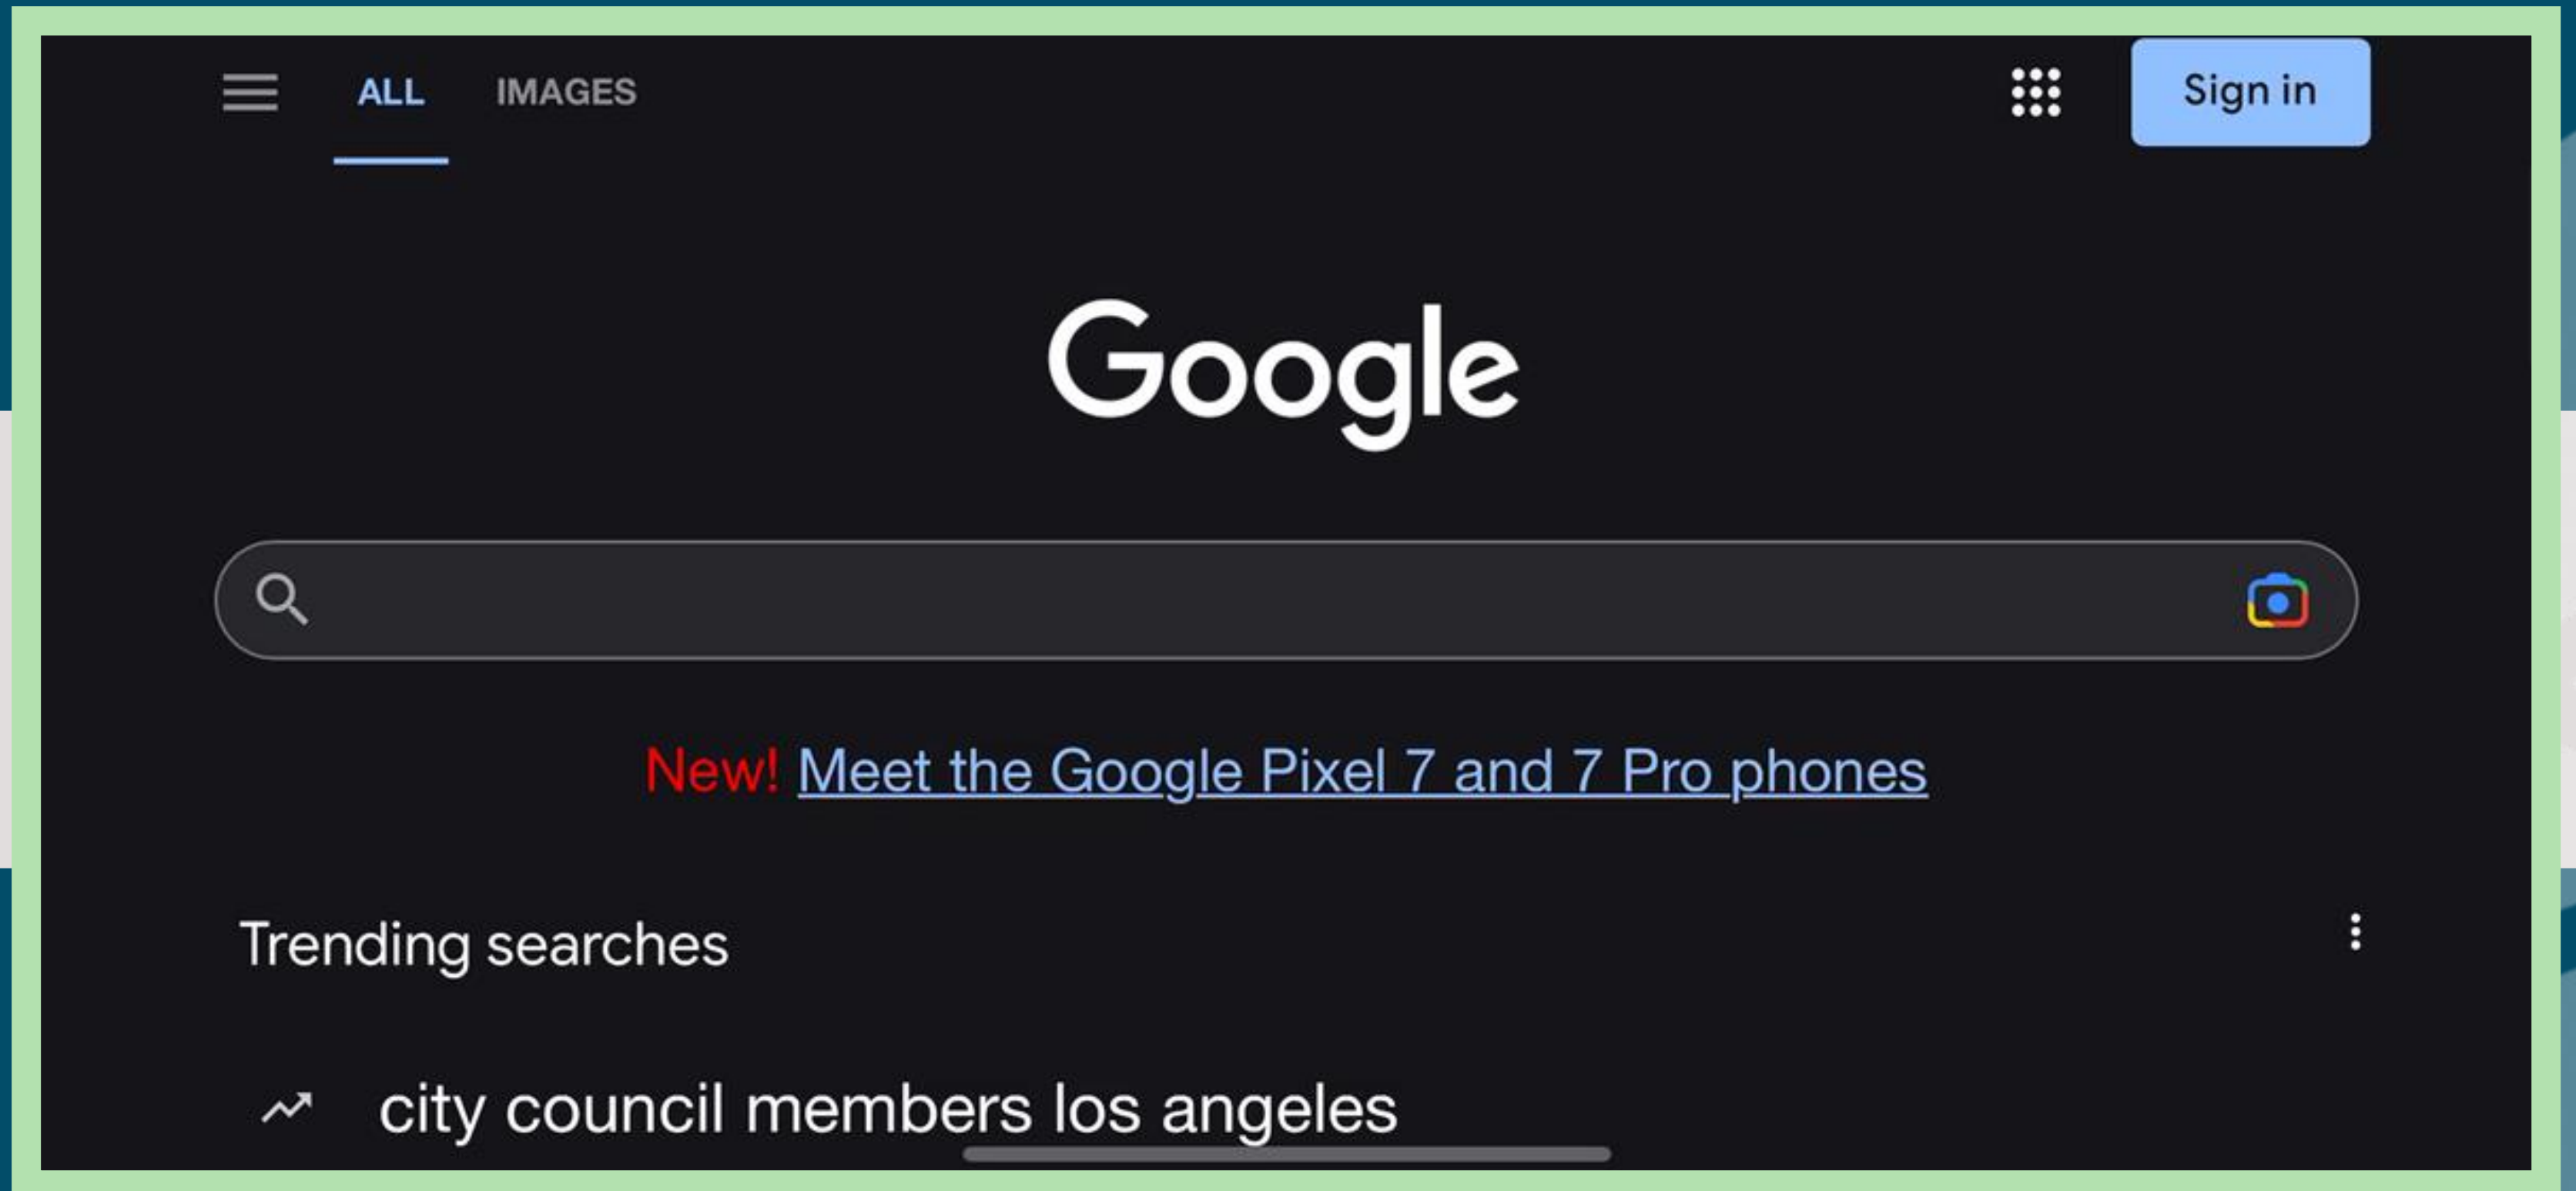 ALL IMAGES Sign in
Google
New! Meet the Google Pixel 7 and 7 Pro phones
Trending searches
city council members los angeles